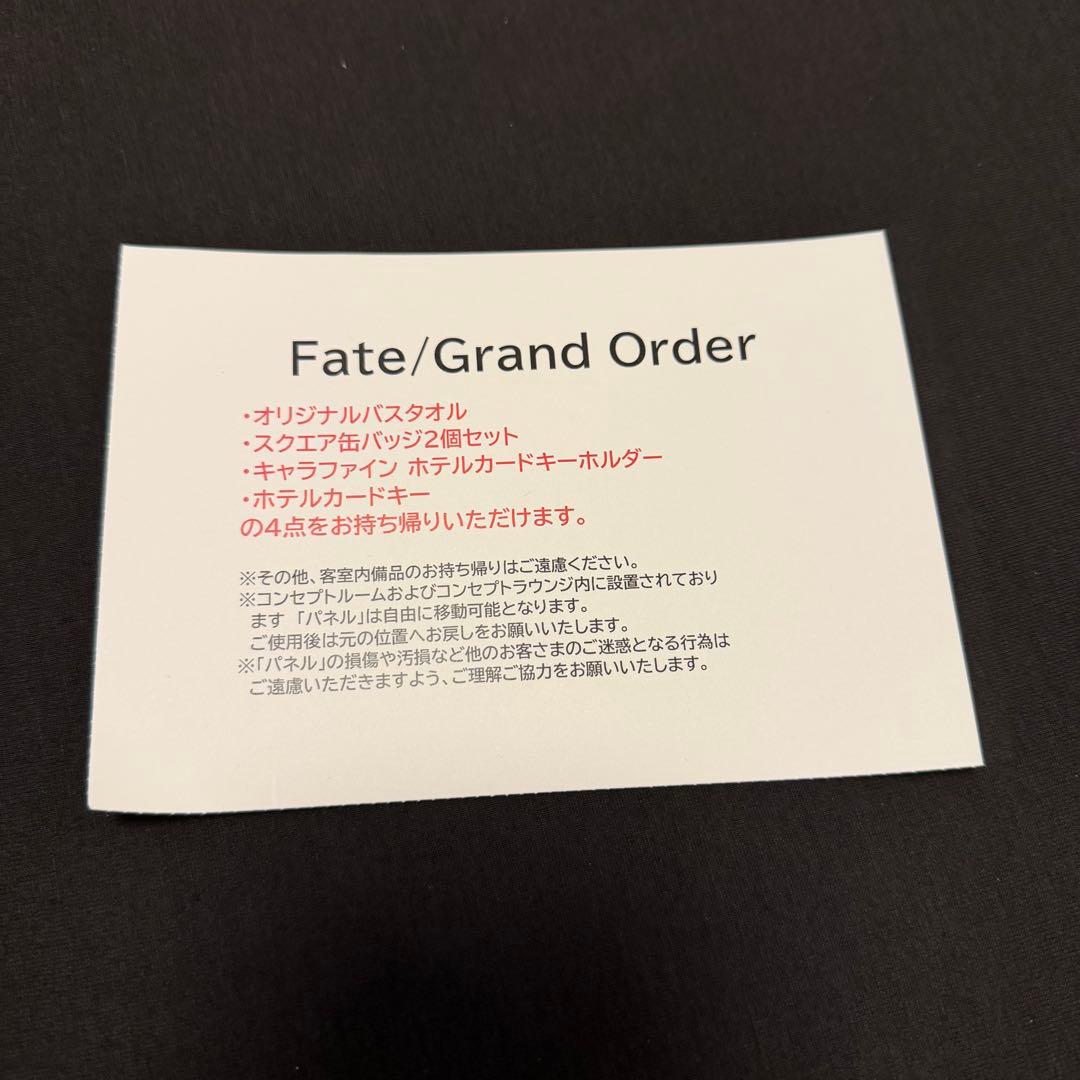 Fate/Grand Order
・オリジナルバスタオル
・スクエア缶バッジ2個セット
・キャラファイン ホテルカードキーホルダー
・ホテルカードキー
の4点をお持ち帰りいただけます。
※その他、客室内備品のお持ち帰りはご遠慮ください。
※コンセプトルームおよびコンセプトラウンジ内に設置されており
ます 「パネル」は自由に移動可能となります。
ご使用後は元の位置へお戻しをお願いいたします。
※「パネル」の損傷や汚損など他のお客さまのご迷惑となる行為は
ご遠慮いただきますよう、ご理解ご協力をお願いいたします。